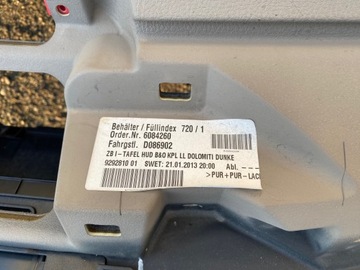 Behälter / Füllindex 720 / 1
Order.Nr. 6084260
Fahrgstl. D086902
ZB I-TAFEL HUD B&O KPL LL DOLOMITI DUNKE
9292810 01 SWET: 21.01.2013 20:00 Abl. -- --
>PUR+PUR-LAC